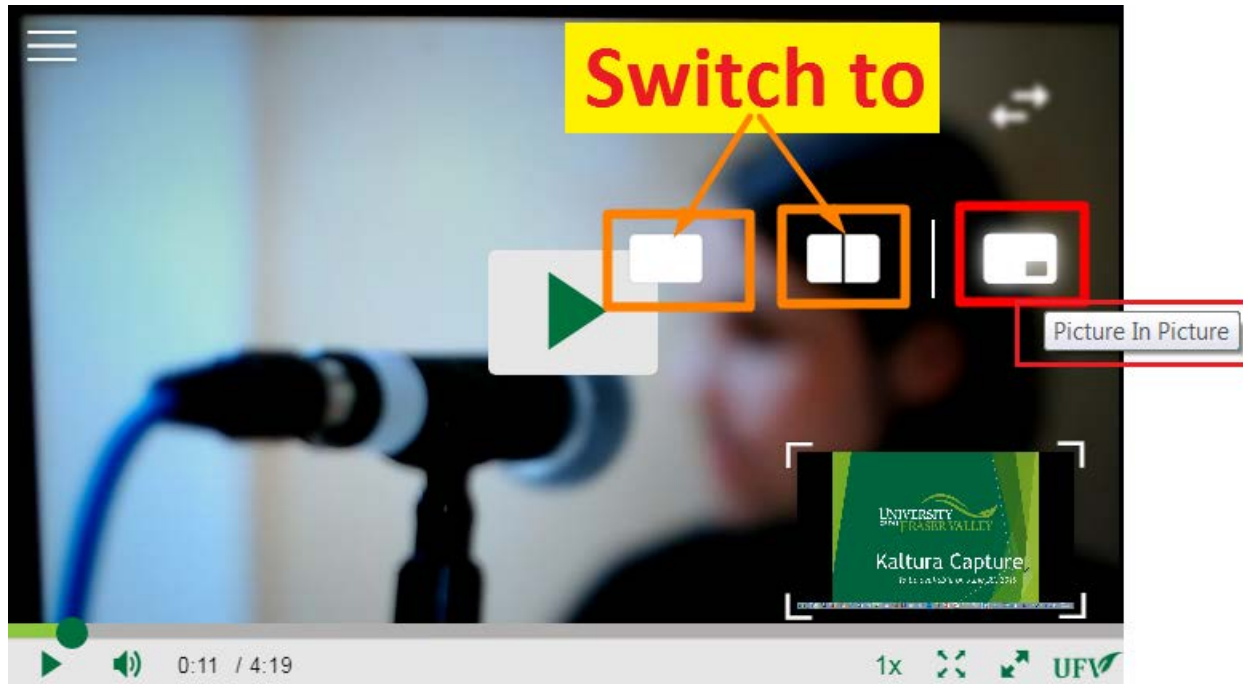 Switch to
Picture In Picture
UNIVERSITY
OF THE FRASER VALLEY
Kaltura Capture
0:11 / 4:19
1x
UFV